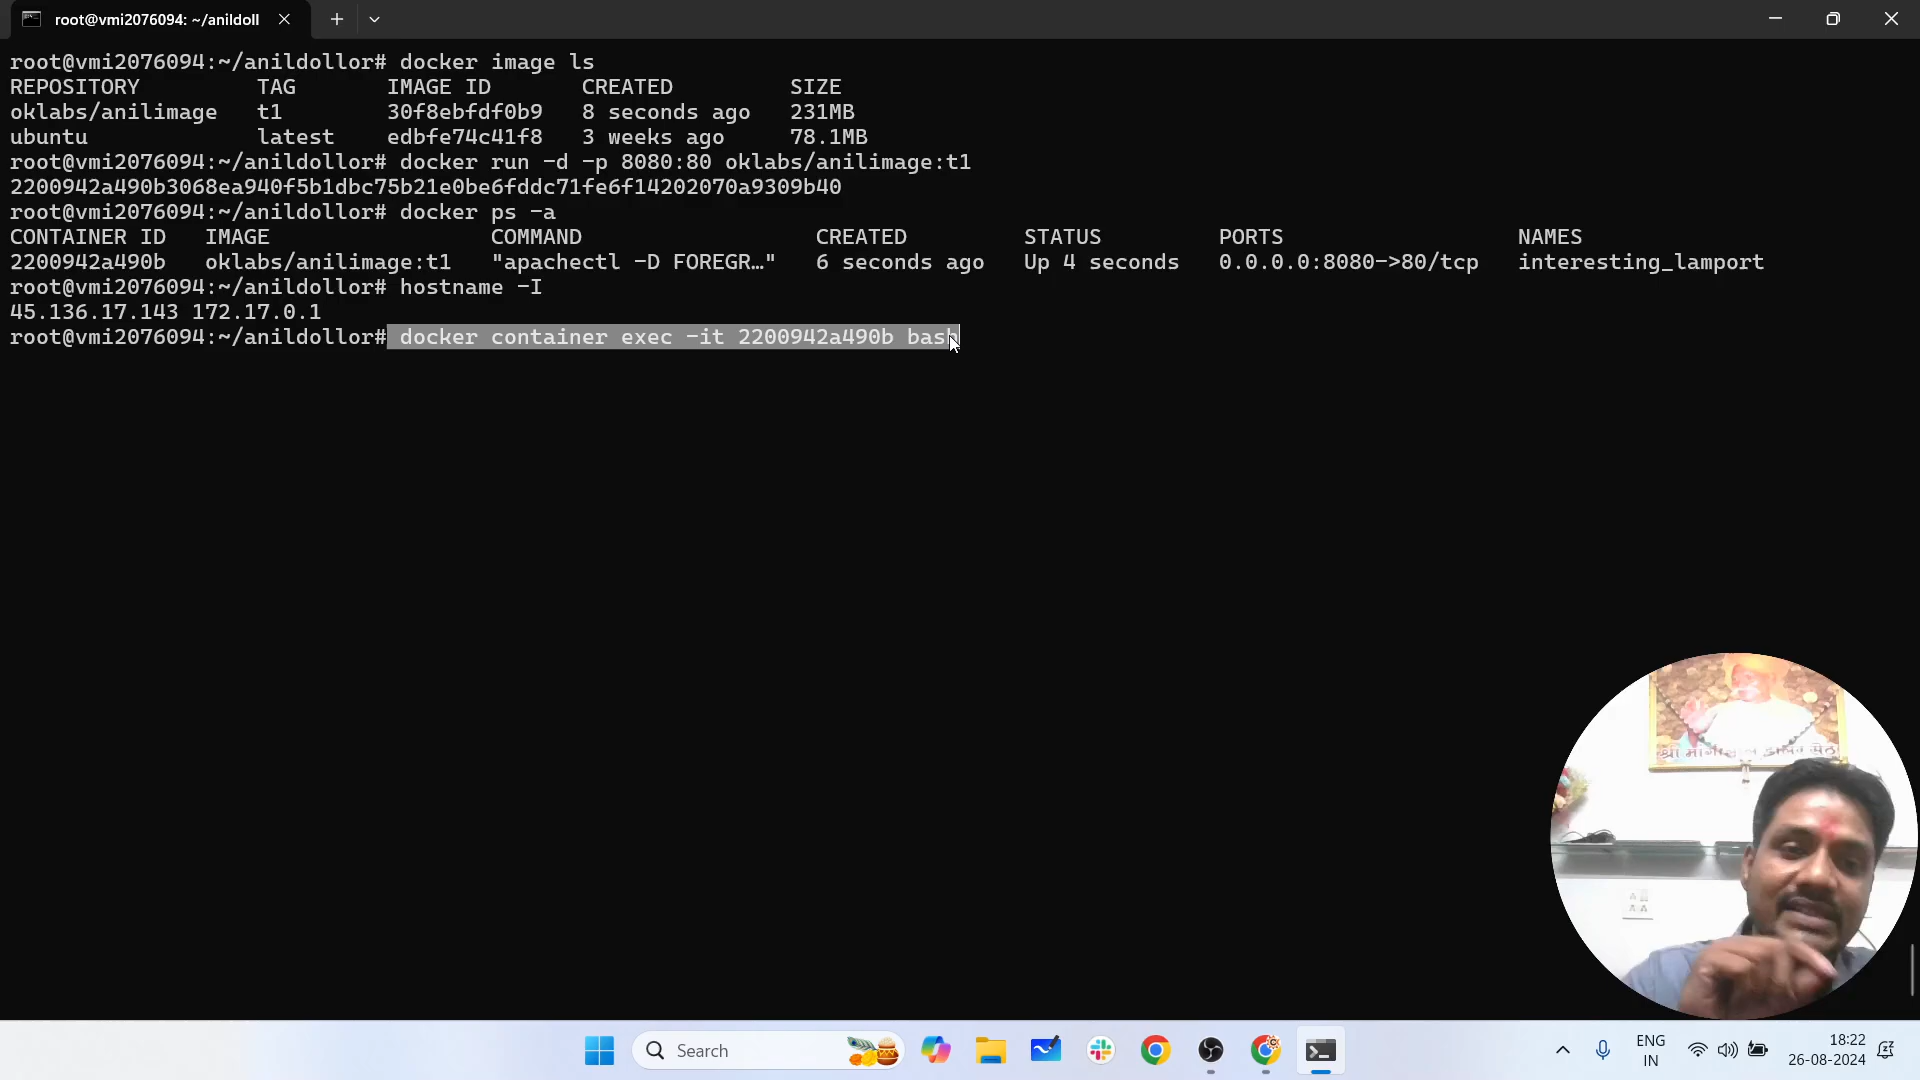 root@vmi2076094: ~/anildoll
root@vmi2076094:~/anildollor# docker image ls
REPOSITORY TAG IMAGE ID CREATED SIZE
oklabs/anilimage t1 30f8ebfdf0b9 8 seconds ago 231MB
ubuntu latest edbfe74c41f8 3 weeks ago 78.1MB
root@vmi2076094:~/anildollor# docker run -d -p 8080:80 oklabs/anilimage:t1
2200942a490b3068ea940f5b1dbc75b21e0be6fddc71fe6f14202070a9309b40
root@vmi2076094:~/anildollor# docker ps -a
CONTAINER ID IMAGE COMMAND CREATED STATUS PORTS NAMES
2200942a490b oklabs/anilimage:t1 "apachectl -D FOREGR…" 6 seconds ago Up 4 seconds 0.0.0.0:8080->80/tcp interesting_lamport
root@vmi2076094:~/anildollor# hostname -I
45.136.17.143 172.17.0.1
root@vmi2076094:~/anildollor# docker container exec -it 2200942a490b bash
Search
ENG
IN
18:22
26-08-2024